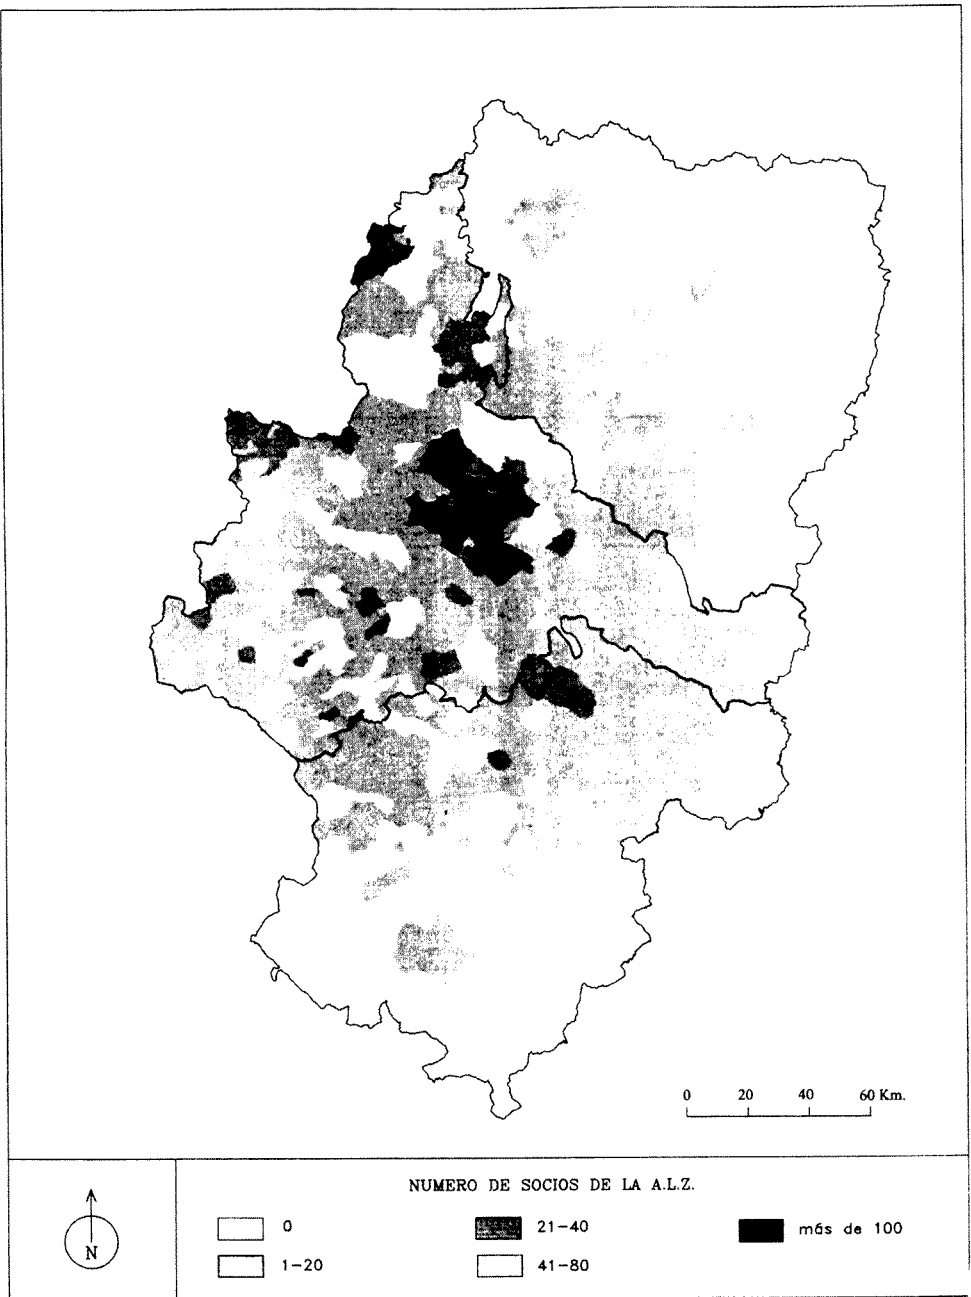 0 20 40 60 Km.
NUMERO DE SOCIOS DE LA A.L.Z.
N
0
1-20
21-40
41-80
más de 100